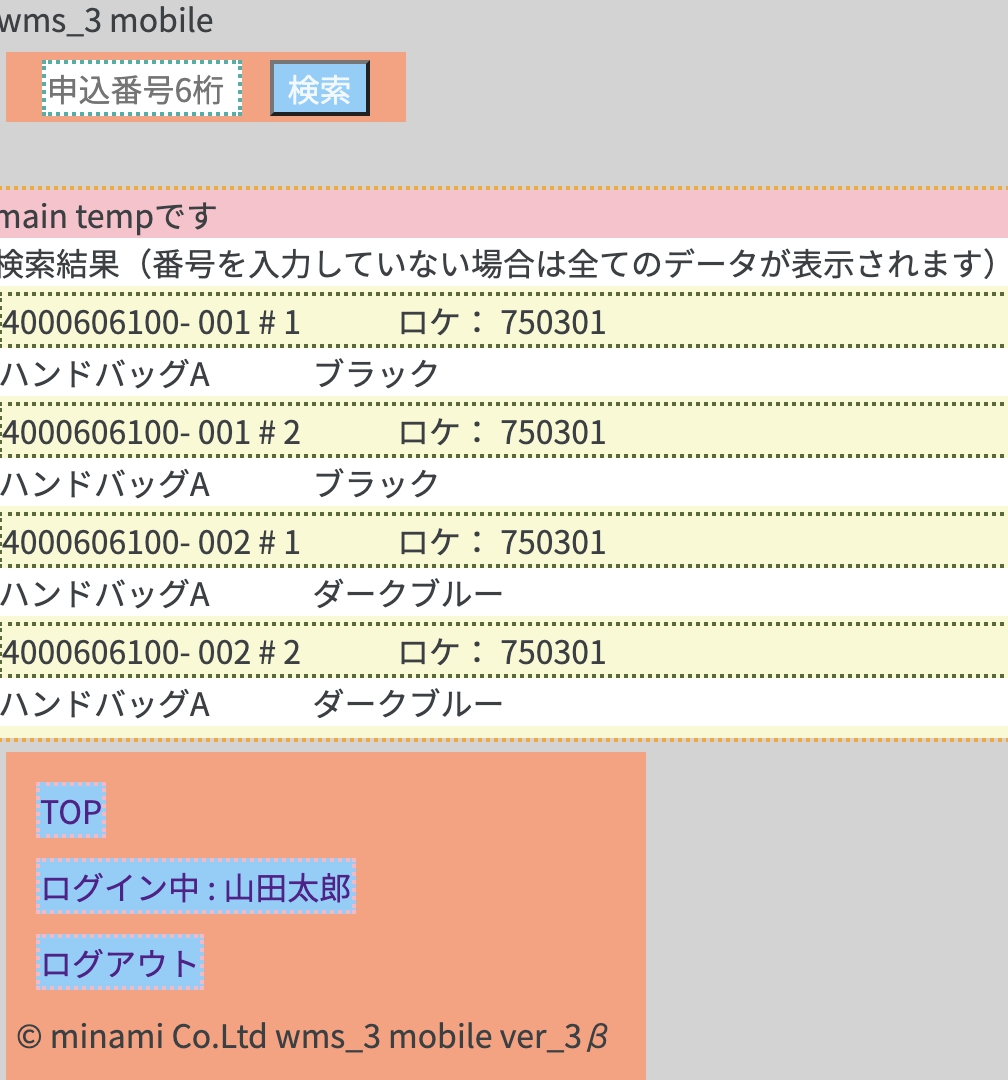 wms_3 mobile
申込番号6桁 検索
main tempです
検索結果（番号を入力していない場合は全てのデータが表示されます）
4000606100- 001 # 1 ロケ： 750301
ハンドバッグA ブラック
4000606100- 001 # 2 ロケ： 750301
ハンドバッグA ブラック
4000606100- 002 # 1 ロケ： 750301
ハンドバッグA ダークブルー
4000606100- 002 # 2 ロケ： 750301
ハンドバッグA ダークブルー
TOP
ログイン中 : 山田太郎
ログアウト
© minami Co.Ltd wms_3 mobile ver_3β